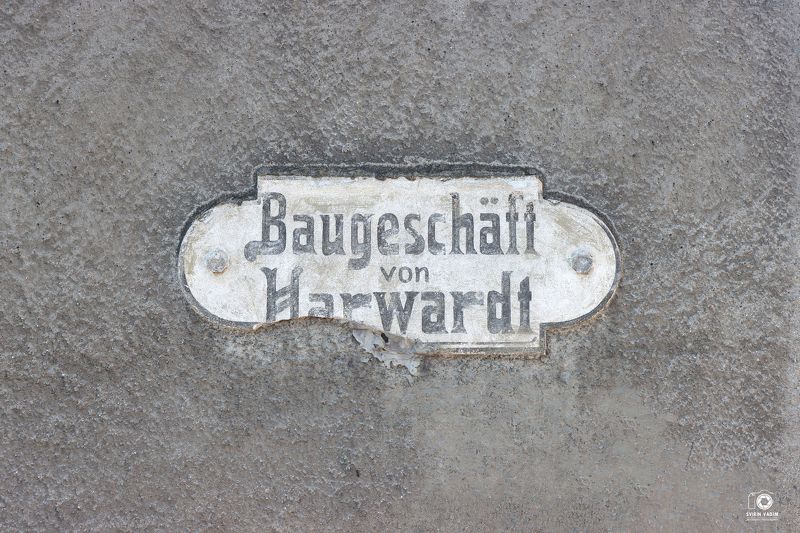 Baugeschäft
von
Harwardt
SVIRIN VADIM